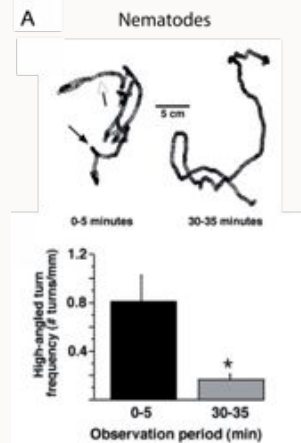 A
Nematodes
5 cm
0-5 minutes
30-35 minutes
High-angled turn
frequency (# turns/mm)
1.2
0.8
0.4
*
0-5
30-35
Observation period (min)